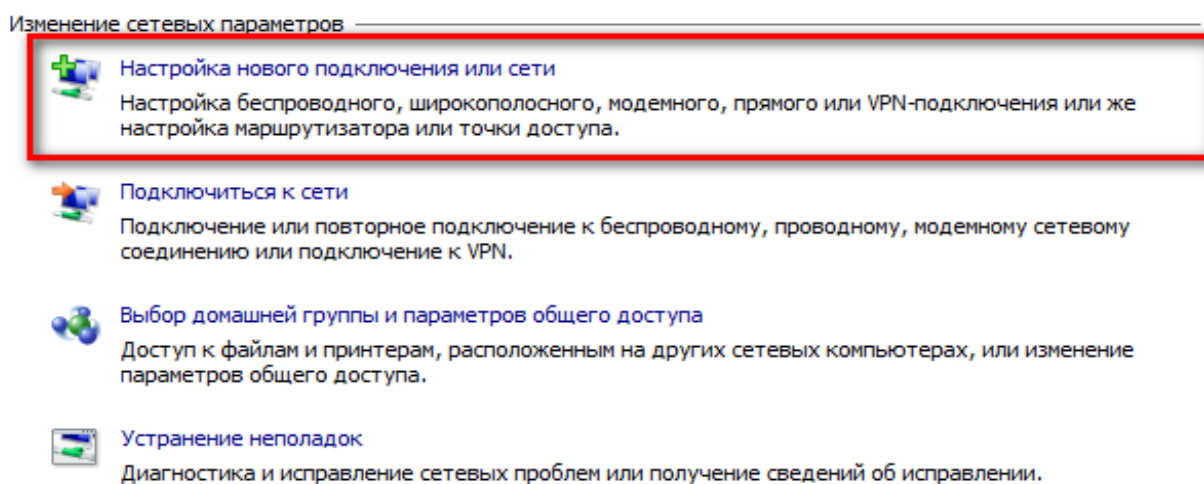 Изменение сетевых параметров
Настройка нового подключения или сети
Настройка беспроводного, широкополосного, модемного, прямого или VPN-подключения или же
настройка маршрутизатора или точки доступа.
Подключиться к сети
Подключение или повторное подключение к беспроводному, проводному, модемному сетевому
соединению или подключение к VPN.
Выбор домашней группы и параметров общего доступа
Доступ к файлам и принтерам, расположенным на других сетевых компьютерах, или изменение
параметров общего доступа.
Устранение неполадок
Диагностика и исправление сетевых проблем или получение сведений об исправлении.